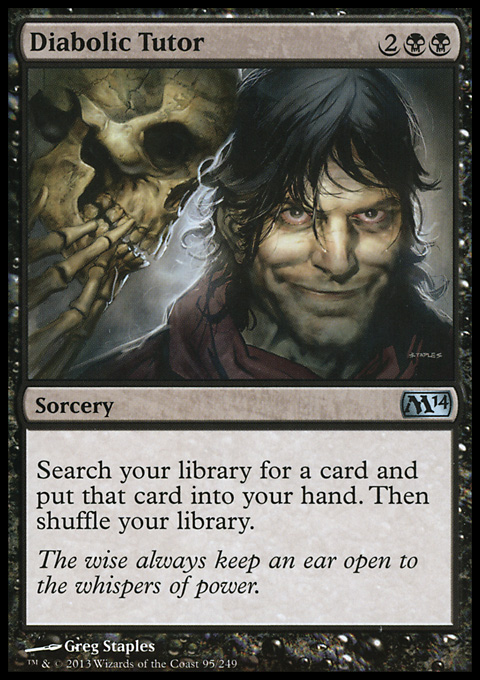 Diabolic Tutor 2
STAPLES
Sorcery M14
Search your library for a card and
put that card into your hand. Then
shuffle your library.
The wise always keep an ear open to
the whispers of power.
Greg Staples
™ & © 2013 Wizards of the Coast 95/249